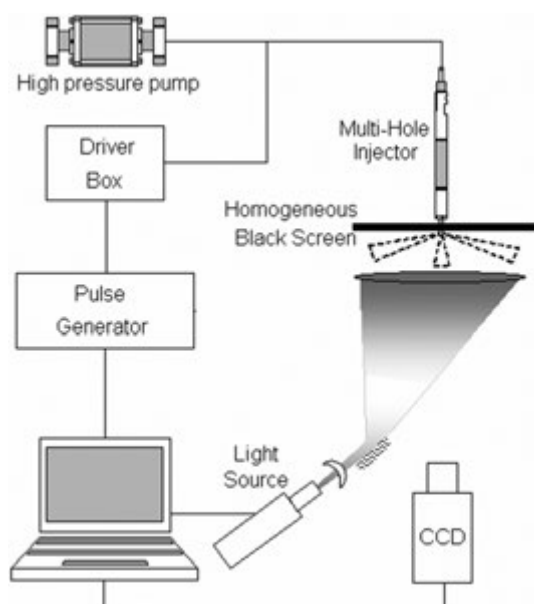 High pressure pump
Driver
Box
Multi-Hole
Injector
Homogeneous
Black Screen
Pulse
Generator
Light
Source
CCD